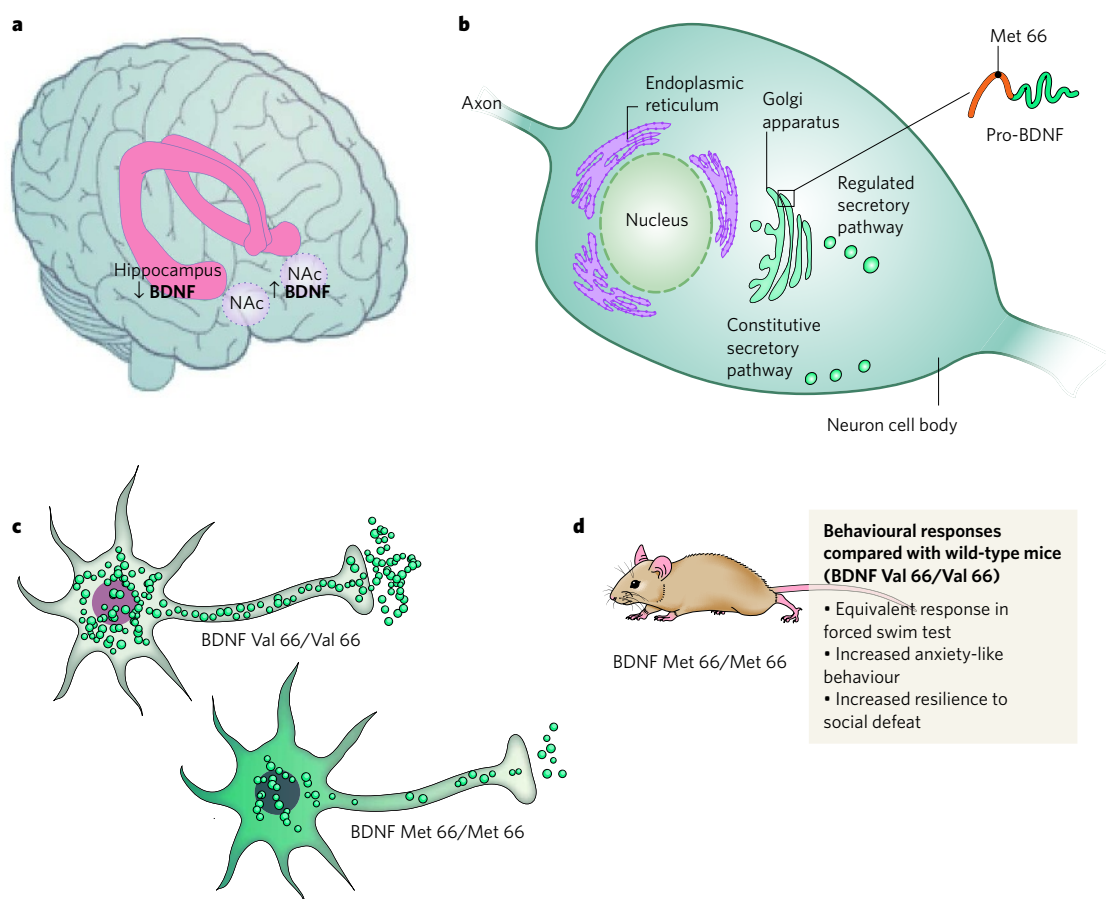 a
Hippocampus
↓ BDNF
NAc
NAc
↑ BDNF
b
Axon
Endoplasmic
reticulum
Golgi
apparatus
Met 66
Pro-BDNF
Nucleus
Regulated
secretory
pathway
Constitutive
secretory
pathway
Neuron cell body
c
BDNF Val 66/Val 66
BDNF Met 66/Met 66
d
BDNF Met 66/Met 66
Behavioural responses
compared with wild-type mice
(BDNF Val 66/Val 66)
• Equivalent response in
forced swim test
• Increased anxiety-like
behaviour
• Increased resilience to
social defeat